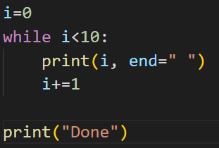 i=0
while i<10:
    print(i, end=" ")
    i+=1

print("Done")